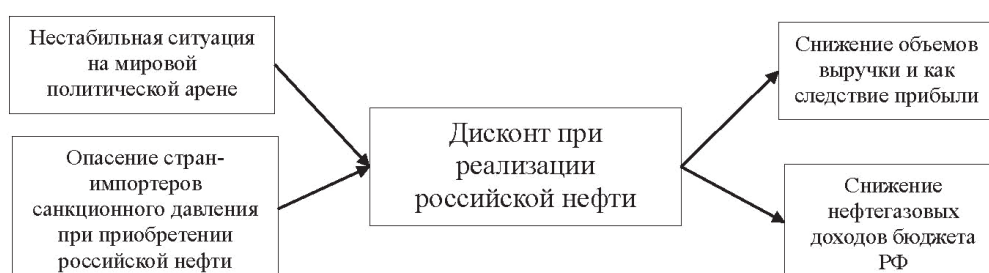 Нестабильная ситуация
на мировой
политической арене
Опасение стран-
импортеров
санкционного давления
при приобретении
российской нефти
Дисконт при
реализации
российской нефти
Снижение объемов
выручки и как
следствие прибыли
Снижение
нефтегазовых
доходов бюджета
РФ